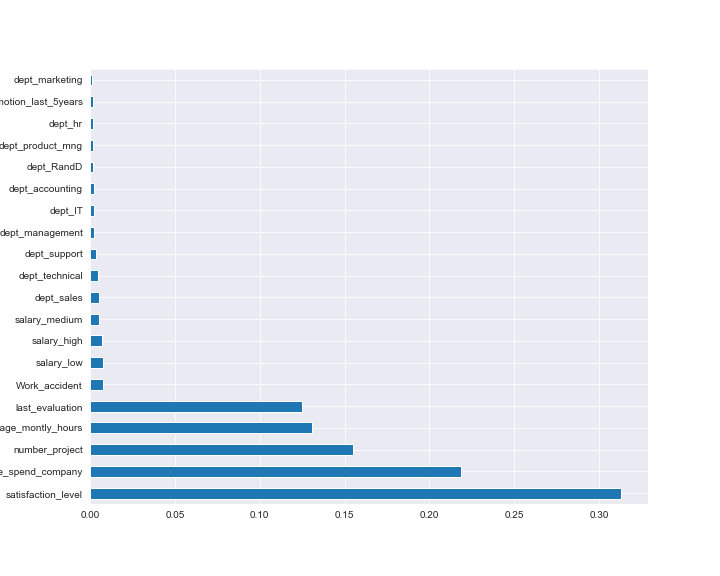 dept_marketing
motion_last_5years
dept_hr
dept_product_mng
dept_RandD
dept_accounting
dept_IT
dept_management
dept_support
dept_technical
dept_sales
salary_medium
salary_high
salary_low
Work_accident
last_evaluation
age_montly_hours
number_project
e_spend_company
satisfaction_level
0.00 0.05 0.10 0.15 0.20 0.25 0.30